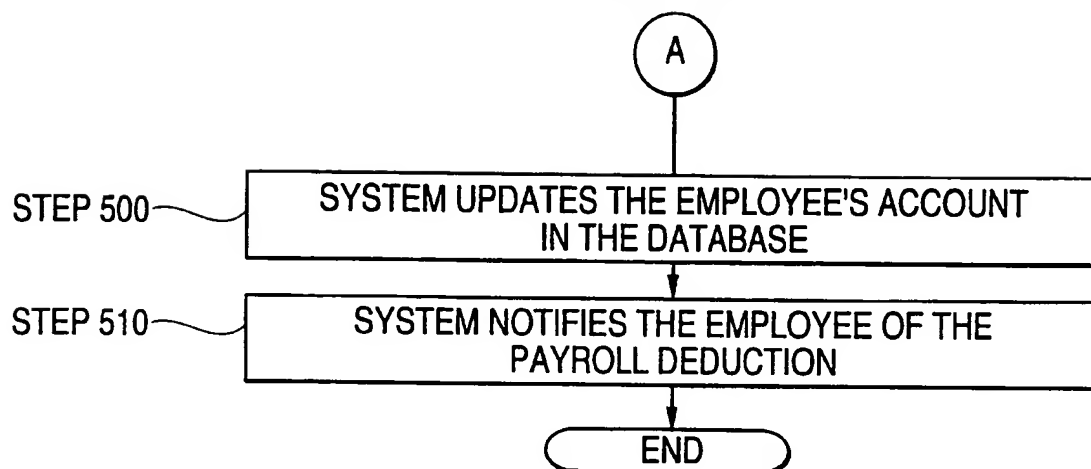 A
STEP 500
SYSTEM UPDATES THE EMPLOYEE'S ACCOUNT
IN THE DATABASE
STEP 510
SYSTEM NOTIFIES THE EMPLOYEE OF THE
PAYROLL DEDUCTION
END